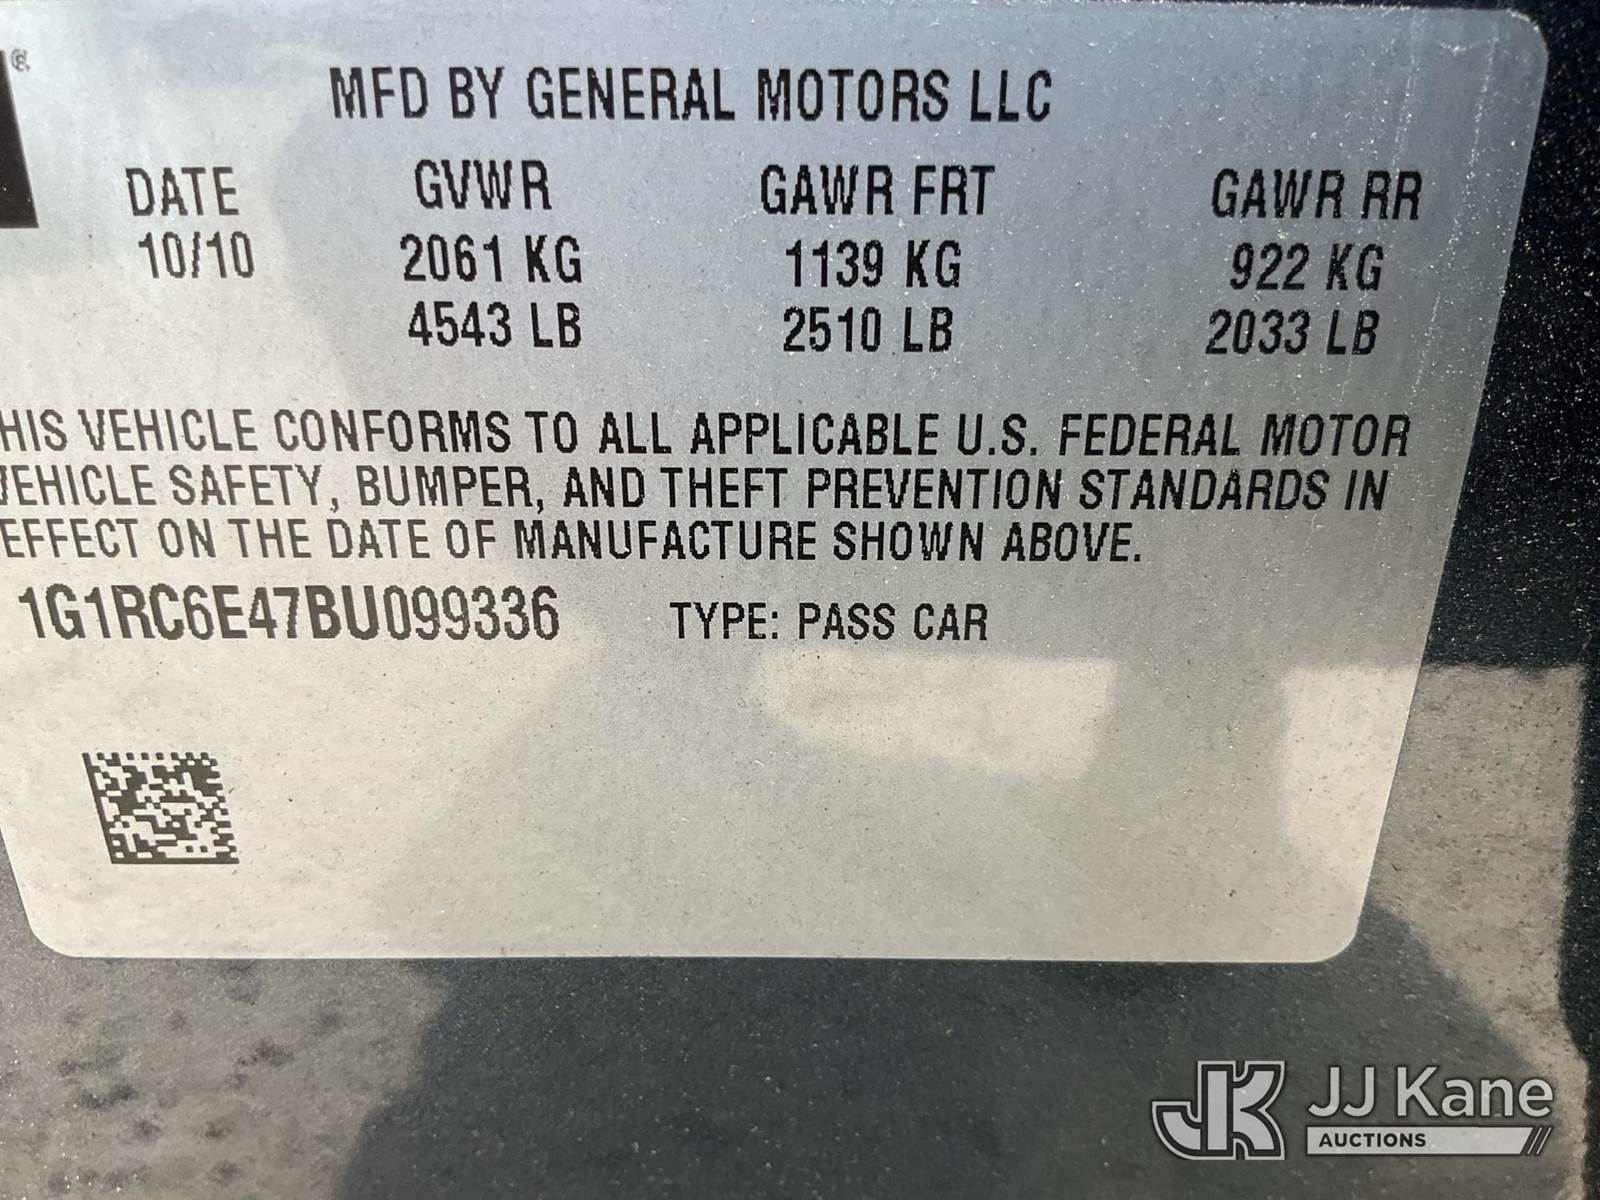 MFD BY GENERAL MOTORS LLC
DATE GVWR GAWR FRT GAWR RR
10/10 2061 KG 1139 KG 922 KG
4543 LB 2510 LB 2033 LB
HIS VEHICLE CONFORMS TO ALL APPLICABLE U.S. FEDERAL MOTOR
VEHICLE SAFETY, BUMPER, AND THEFT PREVENTION STANDARDS IN
EFFECT ON THE DATE OF MANUFACTURE SHOWN ABOVE.
1G1RC6E47BU099336 TYPE: PASS CAR
JK JJ Kane
AUCTIONS